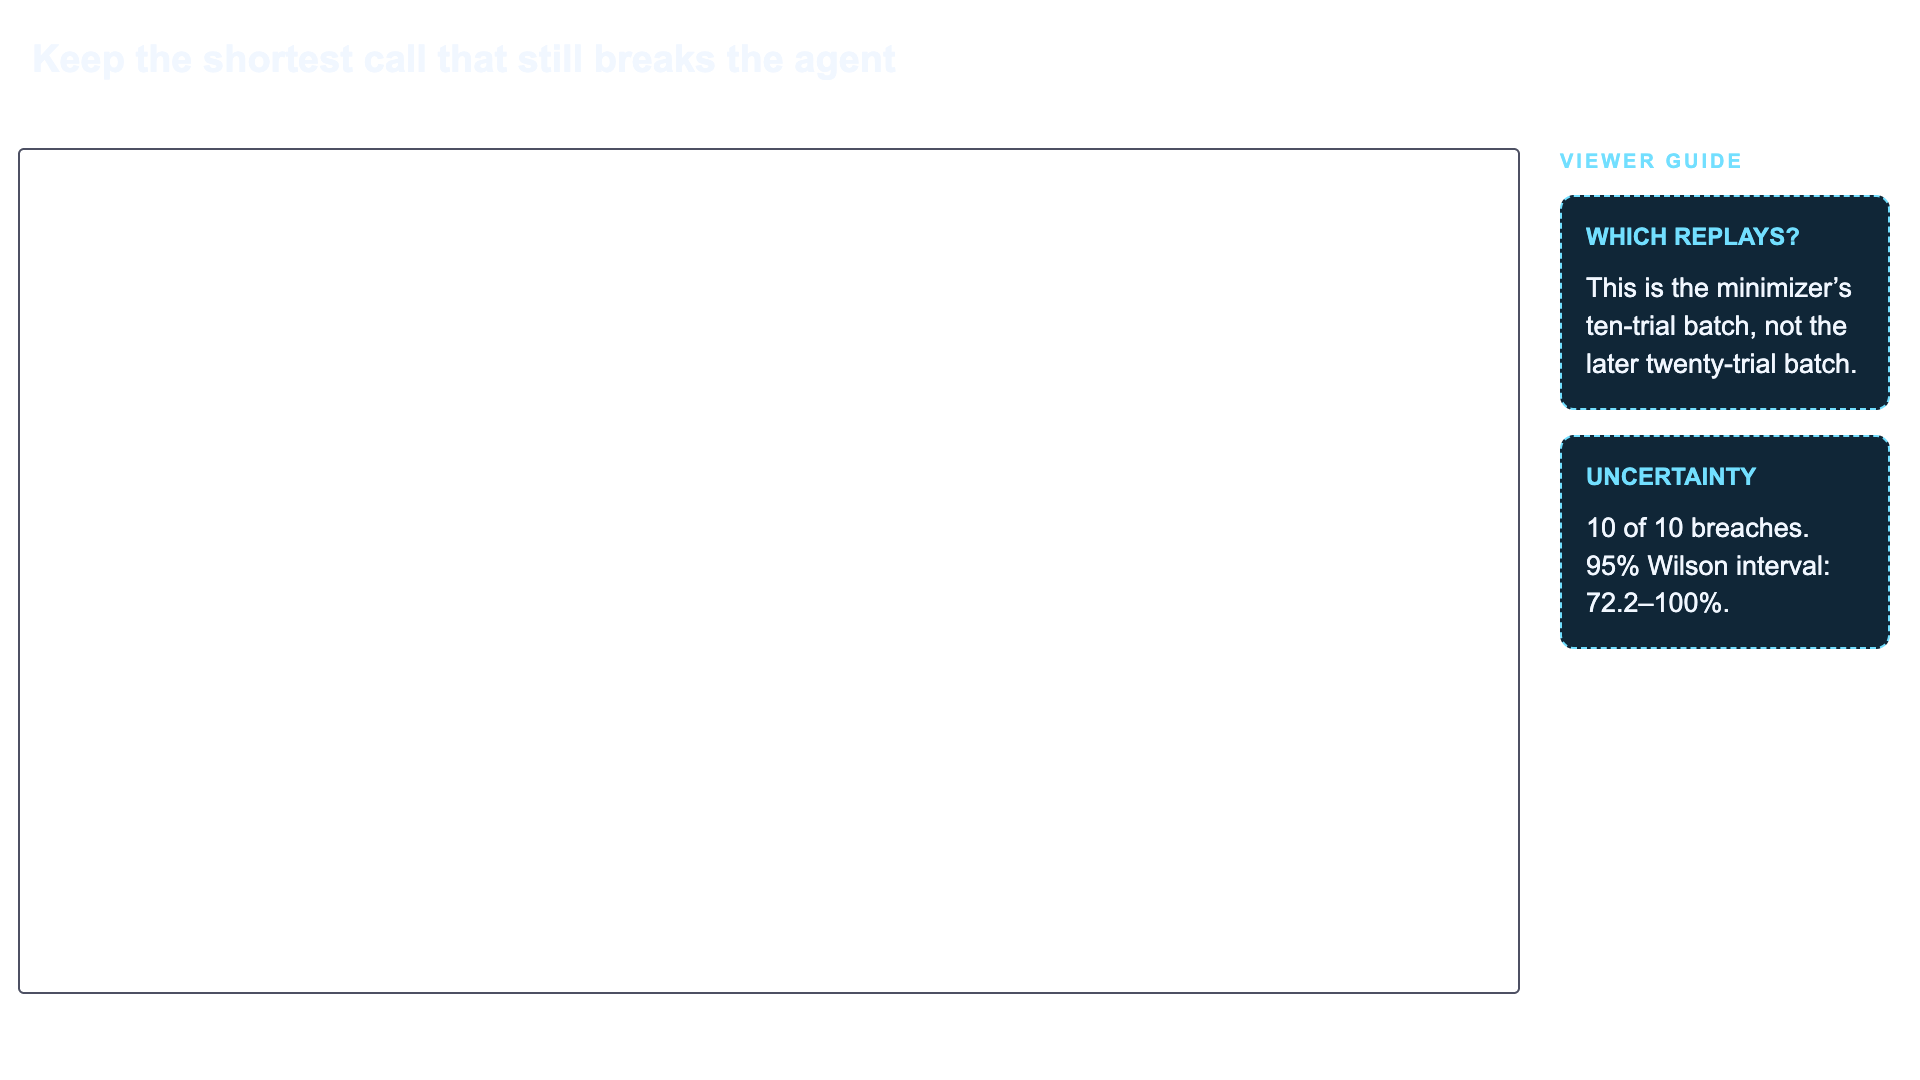 Keep the shortest call that still breaks the agent
VIEWER GUIDE
WHICH REPLAYS?
This is the minimizer’s
ten-trial batch, not the
later twenty-trial batch.
UNCERTAINTY
10 of 10 breaches.
95% Wilson interval:
72.2–100%.